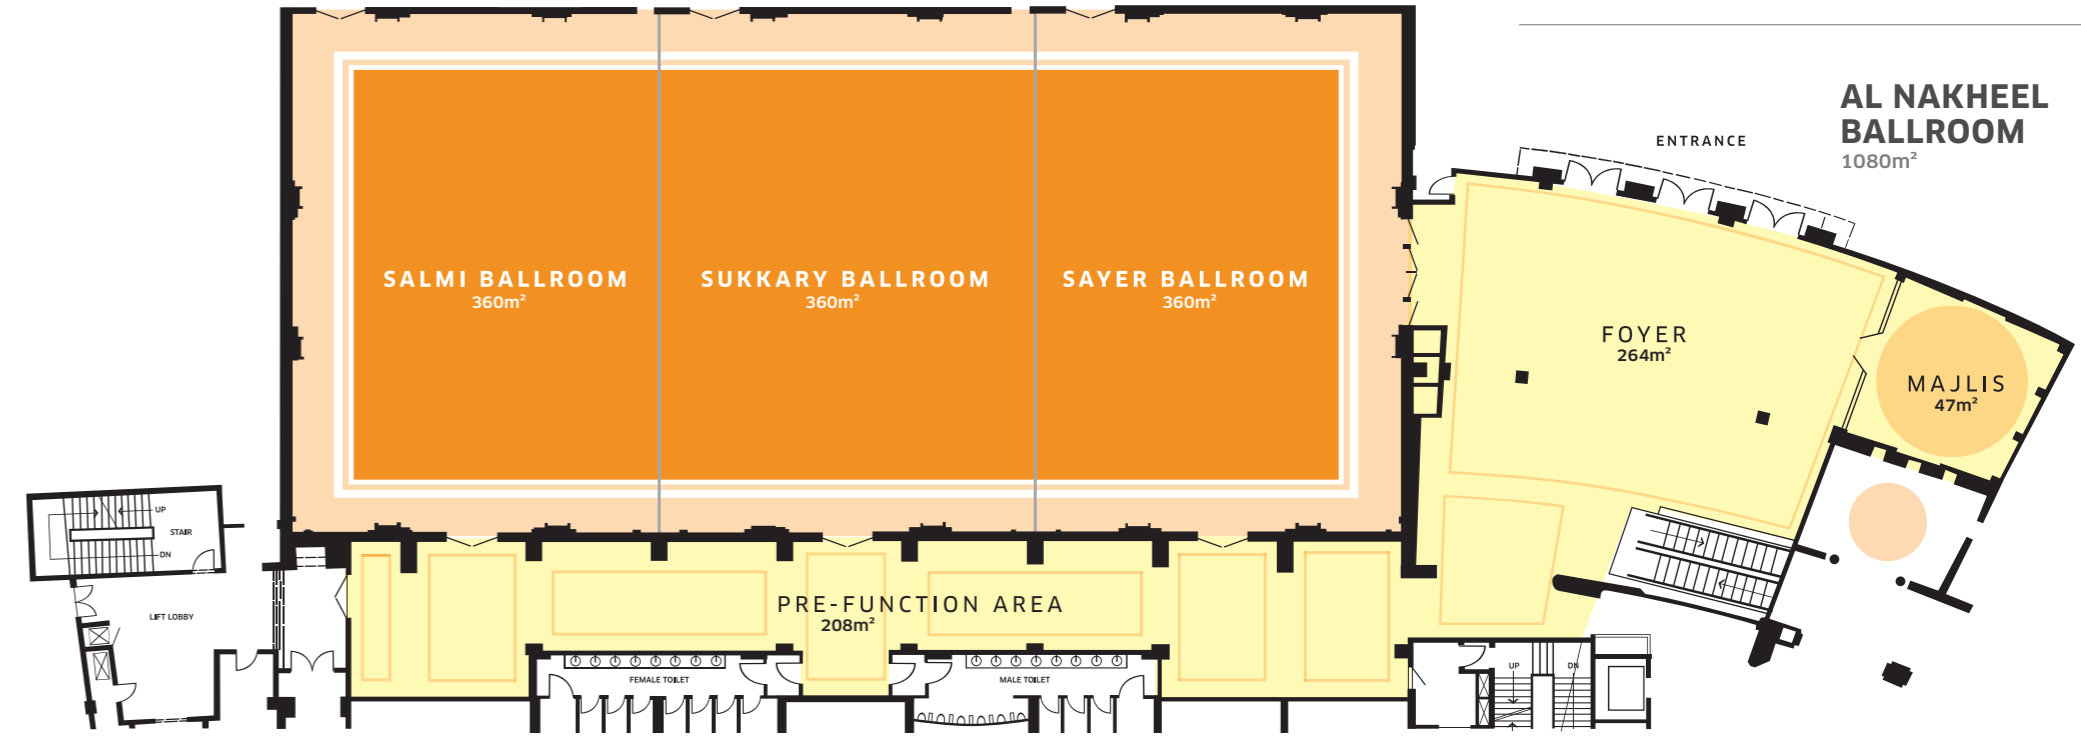 AL NAKHEEL
BALLROOM
1080m²
ENTRANCE
SALMI BALLROOM
360m²
SUKKARY BALLROOM
360m²
SAYER BALLROOM
360m²
FOYER
264m²
MAJLIS
47m²
UP
STAIR
DN
LIFT LOBBY
PRE-FUNCTION AREA
208m²
FEMALE TOILET
MALE TOILET
UP
DN